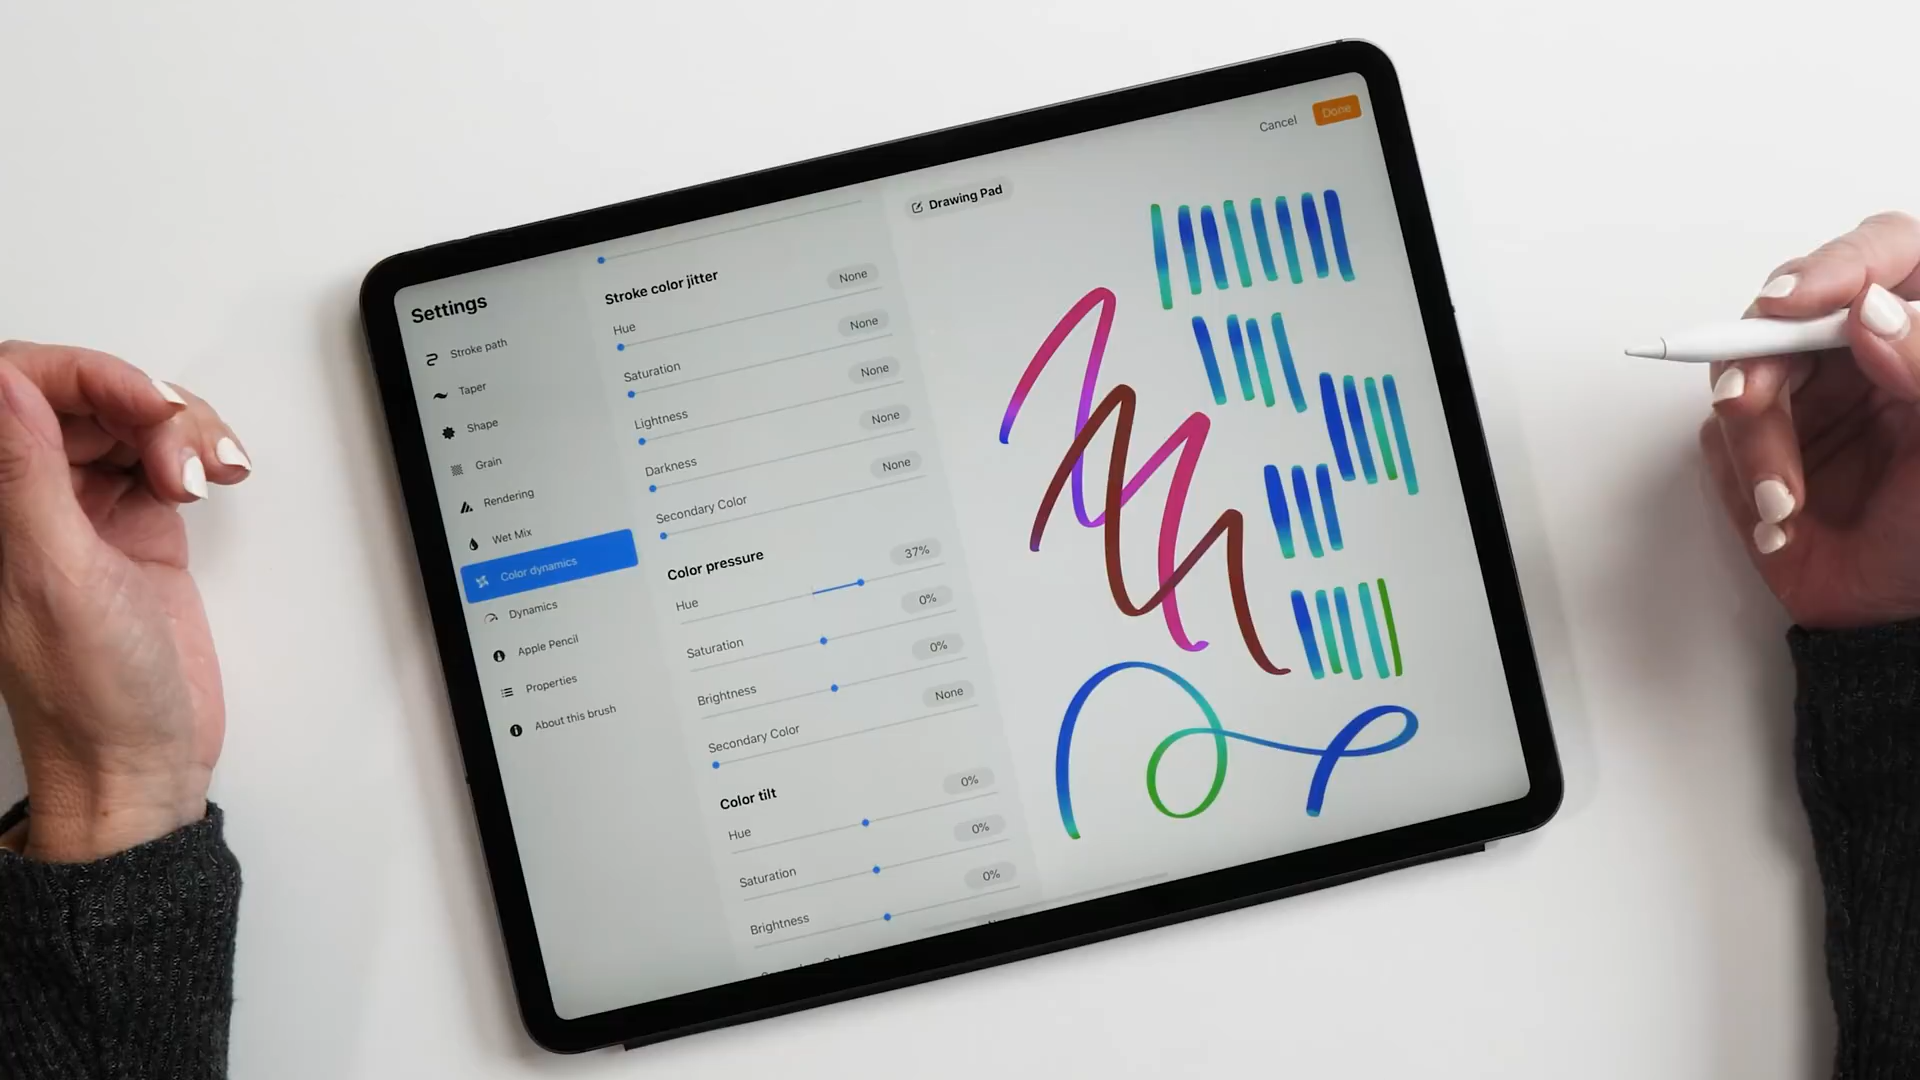 Cancel
Done
Drawing Pad
Settings
Stroke path
Taper
Shape
Grain
Rendering
Wet Mix
Color dynamics
Dynamics
Apple Pencil
Properties
About this brush
Stroke color jitter
Hue
None
Saturation
None
Lightness
None
Darkness
None
Secondary Color
None
Color pressure
Hue
37%
Saturation
0%
Brightness
0%
Secondary Color
None
Color tilt
Hue
0%
Saturation
0%
Brightness
0%